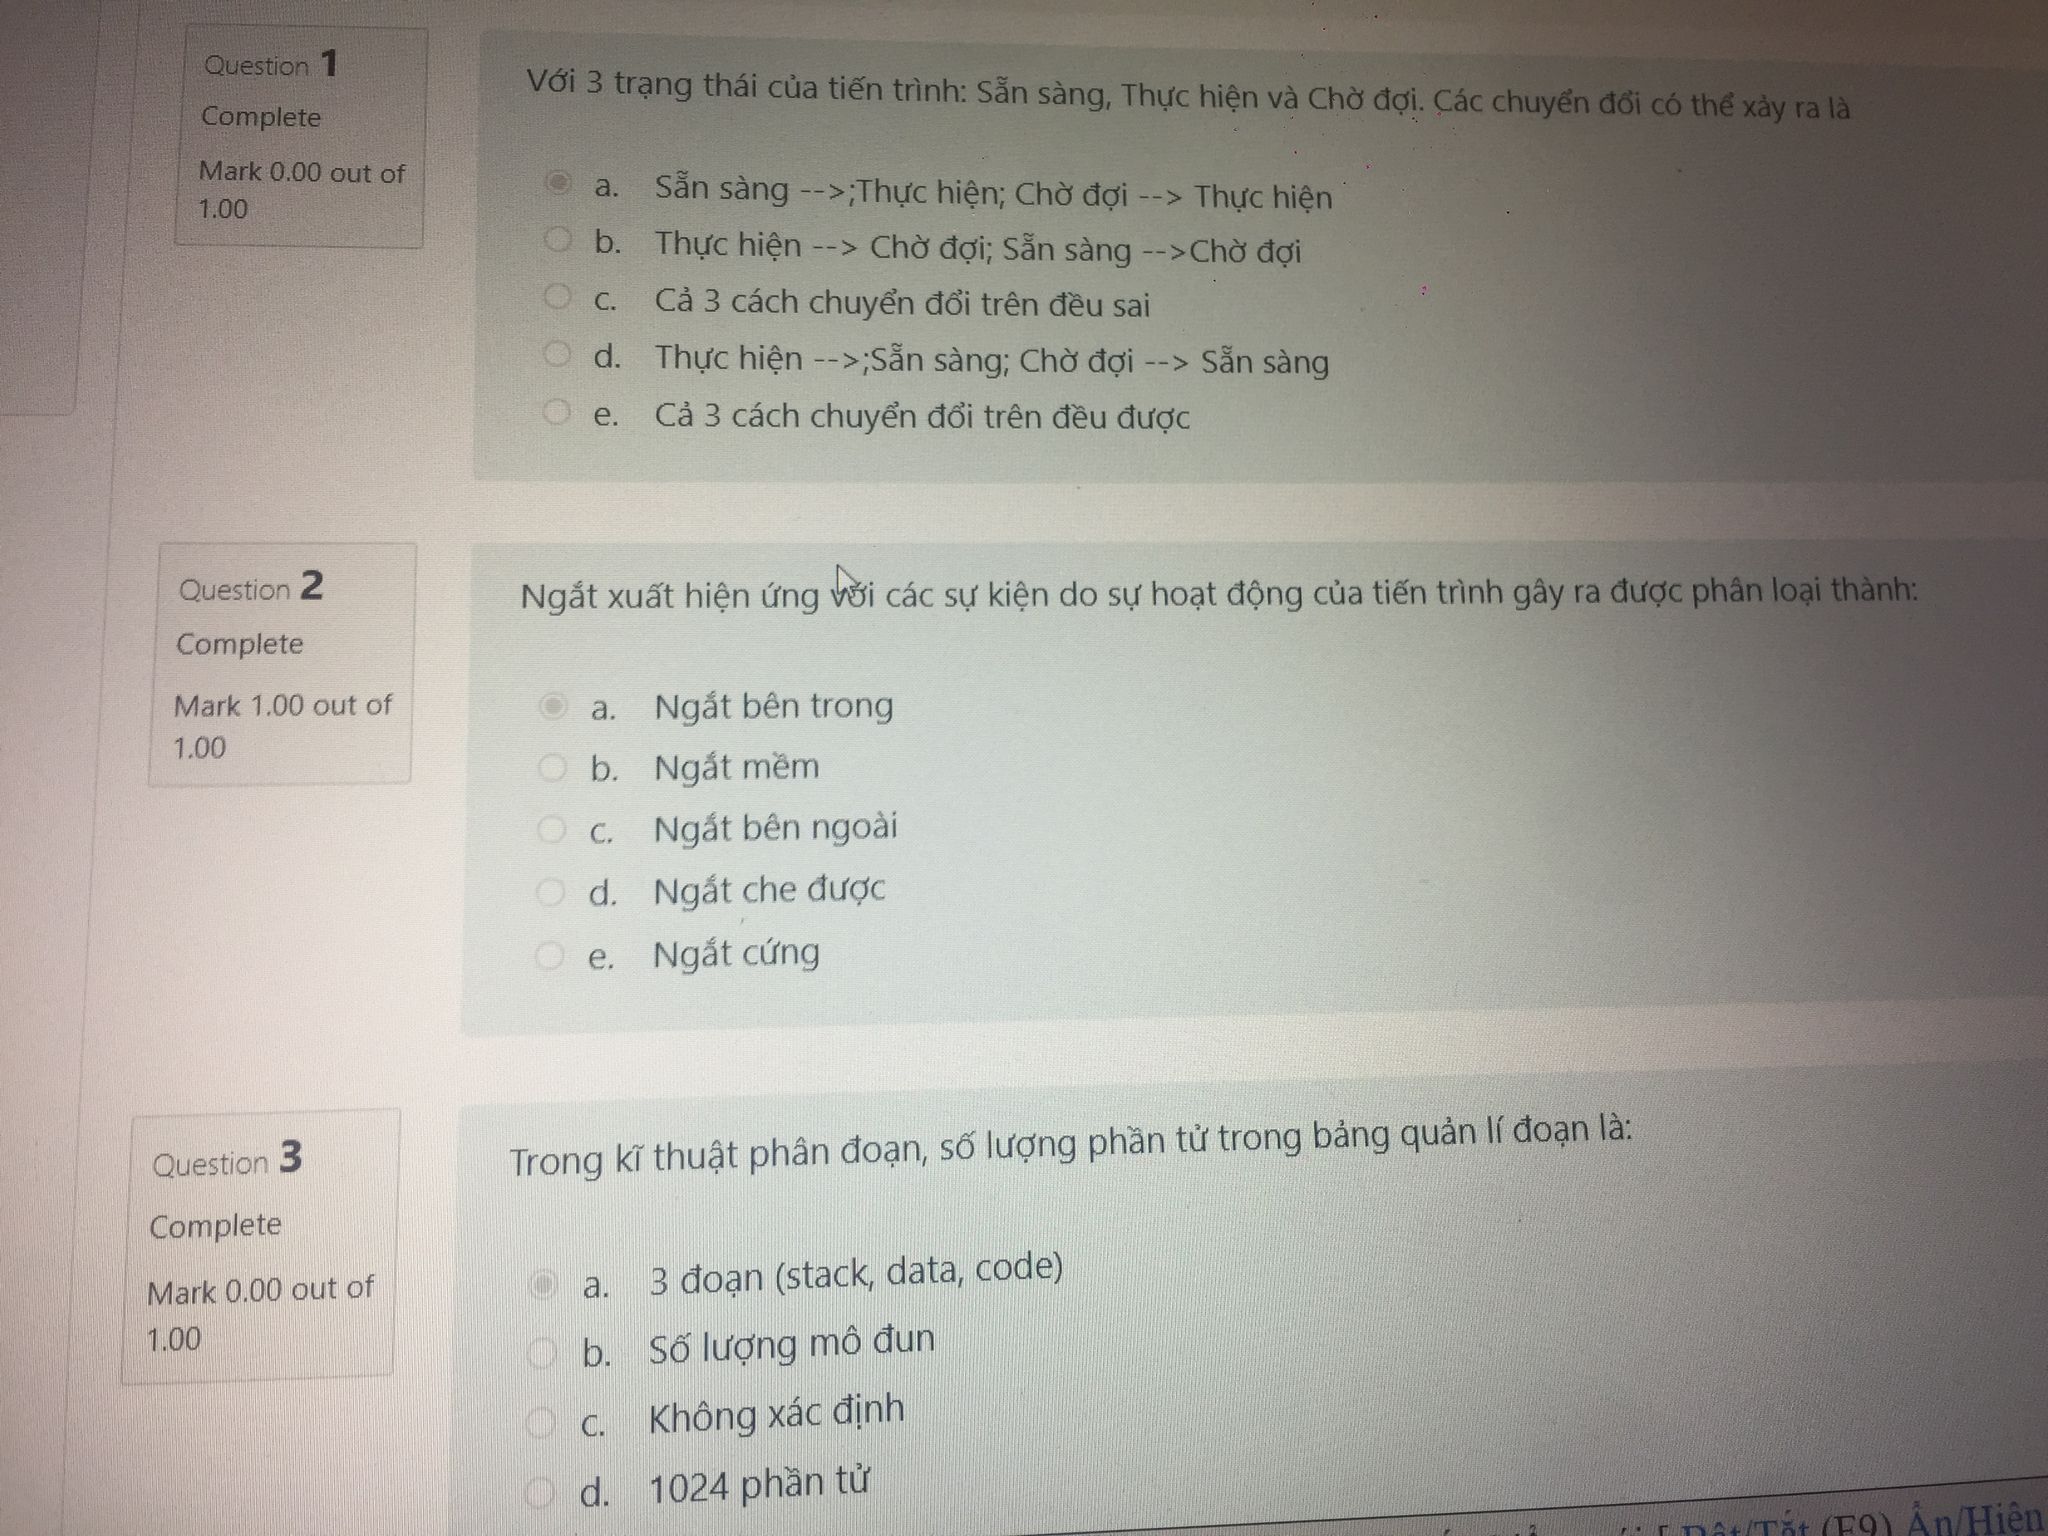 Question 1
Complete
Mark 0.00 out of
1.00
Với 3 trạng thái của tiến trình: Sẵn sàng, Thực hiện và Chờ đợi. Các chuyển đổi có thể xảy ra là
a. Sẵn sàng -->;Thực hiện; Chờ đợi --> Thực hiện
b. Thực hiện --> Chờ đợi; Sẵn sàng -->Chờ đợi
c. Cả 3 cách chuyển đổi trên đều sai
d. Thực hiện -->;Sẵn sàng; Chờ đợi --> Sẵn sàng
e. Cả 3 cách chuyển đổi trên đều được
Question 2
Complete
Mark 1.00 out of
1.00
Ngắt xuất hiện ứng với các sự kiện do sự hoạt động của tiến trình gây ra được phân loại thành:
a. Ngắt bên trong
b. Ngắt mềm
c. Ngắt bên ngoài
d. Ngắt che được
e. Ngắt cứng
Question 3
Complete
Mark 0.00 out of
1.00
Trong kĩ thuật phân đoạn, số lượng phần tử trong bảng quản lí đoạn là:
a. 3 đoạn (stack, data, code)
b. Số lượng mô đun
c. Không xác định
d. 1024 phần tử
[ Bật/Tắt (F9) Ẩn/Hiện